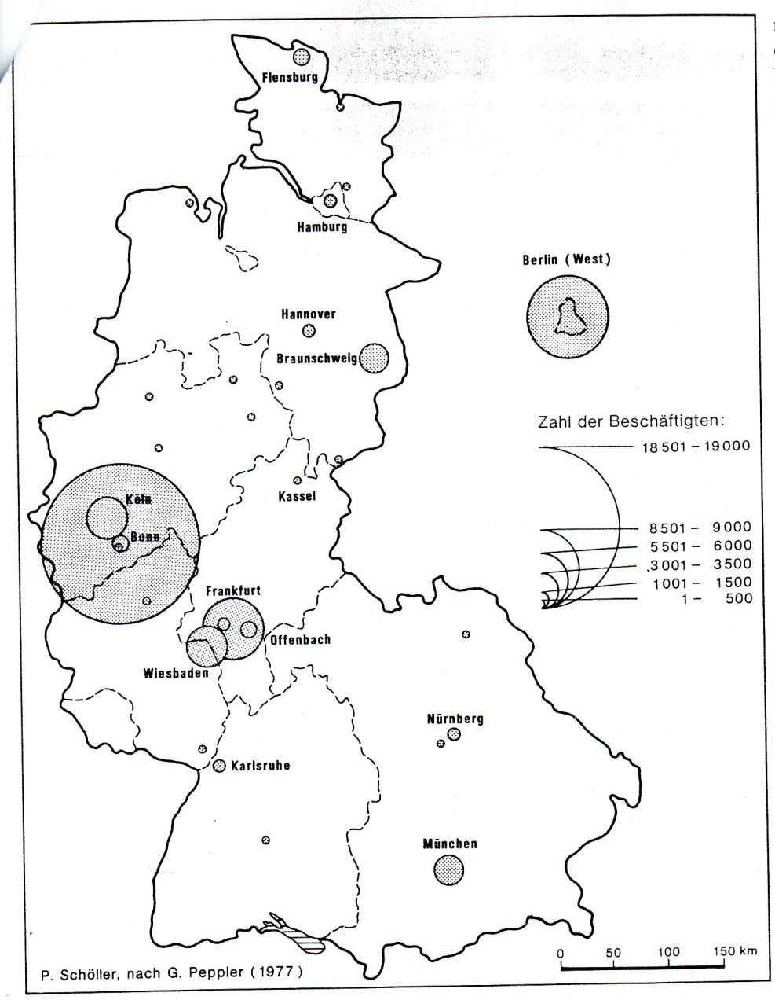 Flensburg
Hamburg
Berlin (West)
Hannover
Braunschweig
Zahl der Beschäftigten:
18 501 – 19 000
8 501 – 9 000
5 501 – 6 000
3 001 – 3 500
1 001 – 1 500
1 – 500
Köln
Bonn
Kassel
Frankfurt
Offenbach
Wiesbaden
Nürnberg
Karlsruhe
München
0 50 100 150 km
P. Schöller, nach G. Peppler (1977)